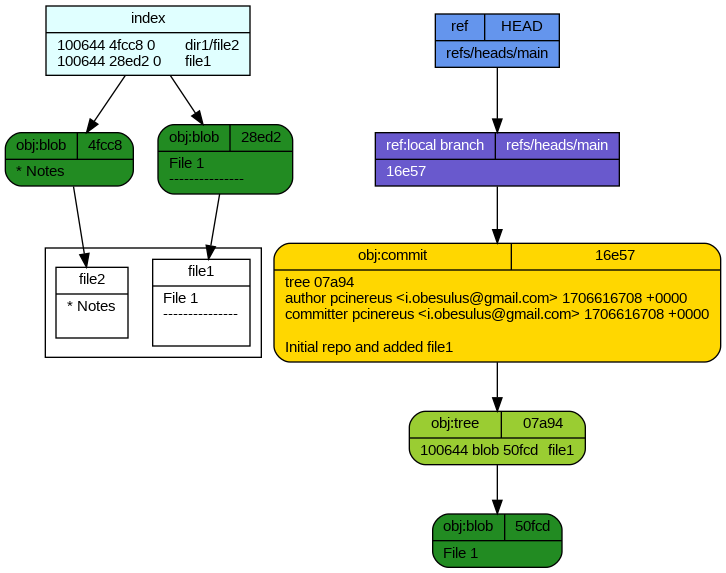 index
100644 4fcc8 0 dir1/file2
100644 28ed2 0 file1
obj:blob 4fcc8
* Notes
obj:blob 28ed2
File 1
---------------
file2
* Notes
file1
File 1
---------------
ref HEAD
refs/heads/main
ref:local branch refs/heads/main
16e57
obj:commit 16e57
tree 07a94
author pcinereus <i.obesulus@gmail.com> 1706616708 +0000
committer pcinereus <i.obesulus@gmail.com> 1706616708 +0000
Initial repo and added file1
obj:tree 07a94
100644 blob 50fcd file1
obj:blob 50fcd
File 1